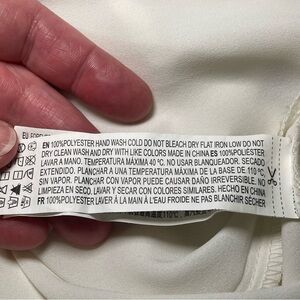 EN 100%POLYESTER HAND WASH COLD DO NOT BLEACH DRY FLAT IRON LOW DO NOT
DRY CLEAN WASH AND DRY WITH LIKE COLORS MADE IN CHINA ES 100%POLIESTER
LAVAR A MANO. TEMPERATURA MÁXIMA 40 ºC. NO USAR BLANQUEADOR. SECADO
EXTENDIDO. PLANCHAR A UNA TEMPERATURA MÁXIMA DE LA BASE DE 110 ºC
SIN VAPOR. PLANCHAR CON VAPOR PUEDE CAUSAR DAÑO IRREVERSIBLE. NO
LIMPIEZA EN SECO. LAVAR Y SECAR CON COLORES SIMILARES. HECHO EN CHINA
FR 100%POLYESTER LAVER À LA MAIN À L'EAU FROIDE NE PAS BLANCHIR SÉCHER